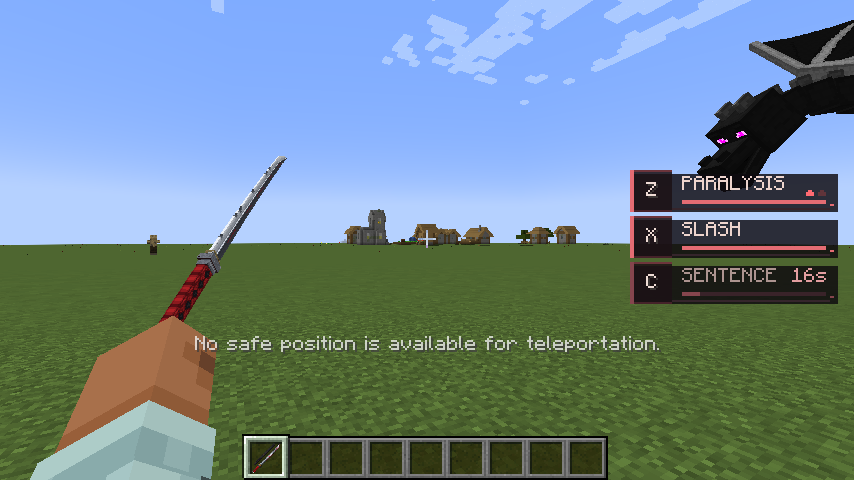 Z PARALYSIS
X SLASH
C SENTENCE 16s
No safe position is available for teleportation.